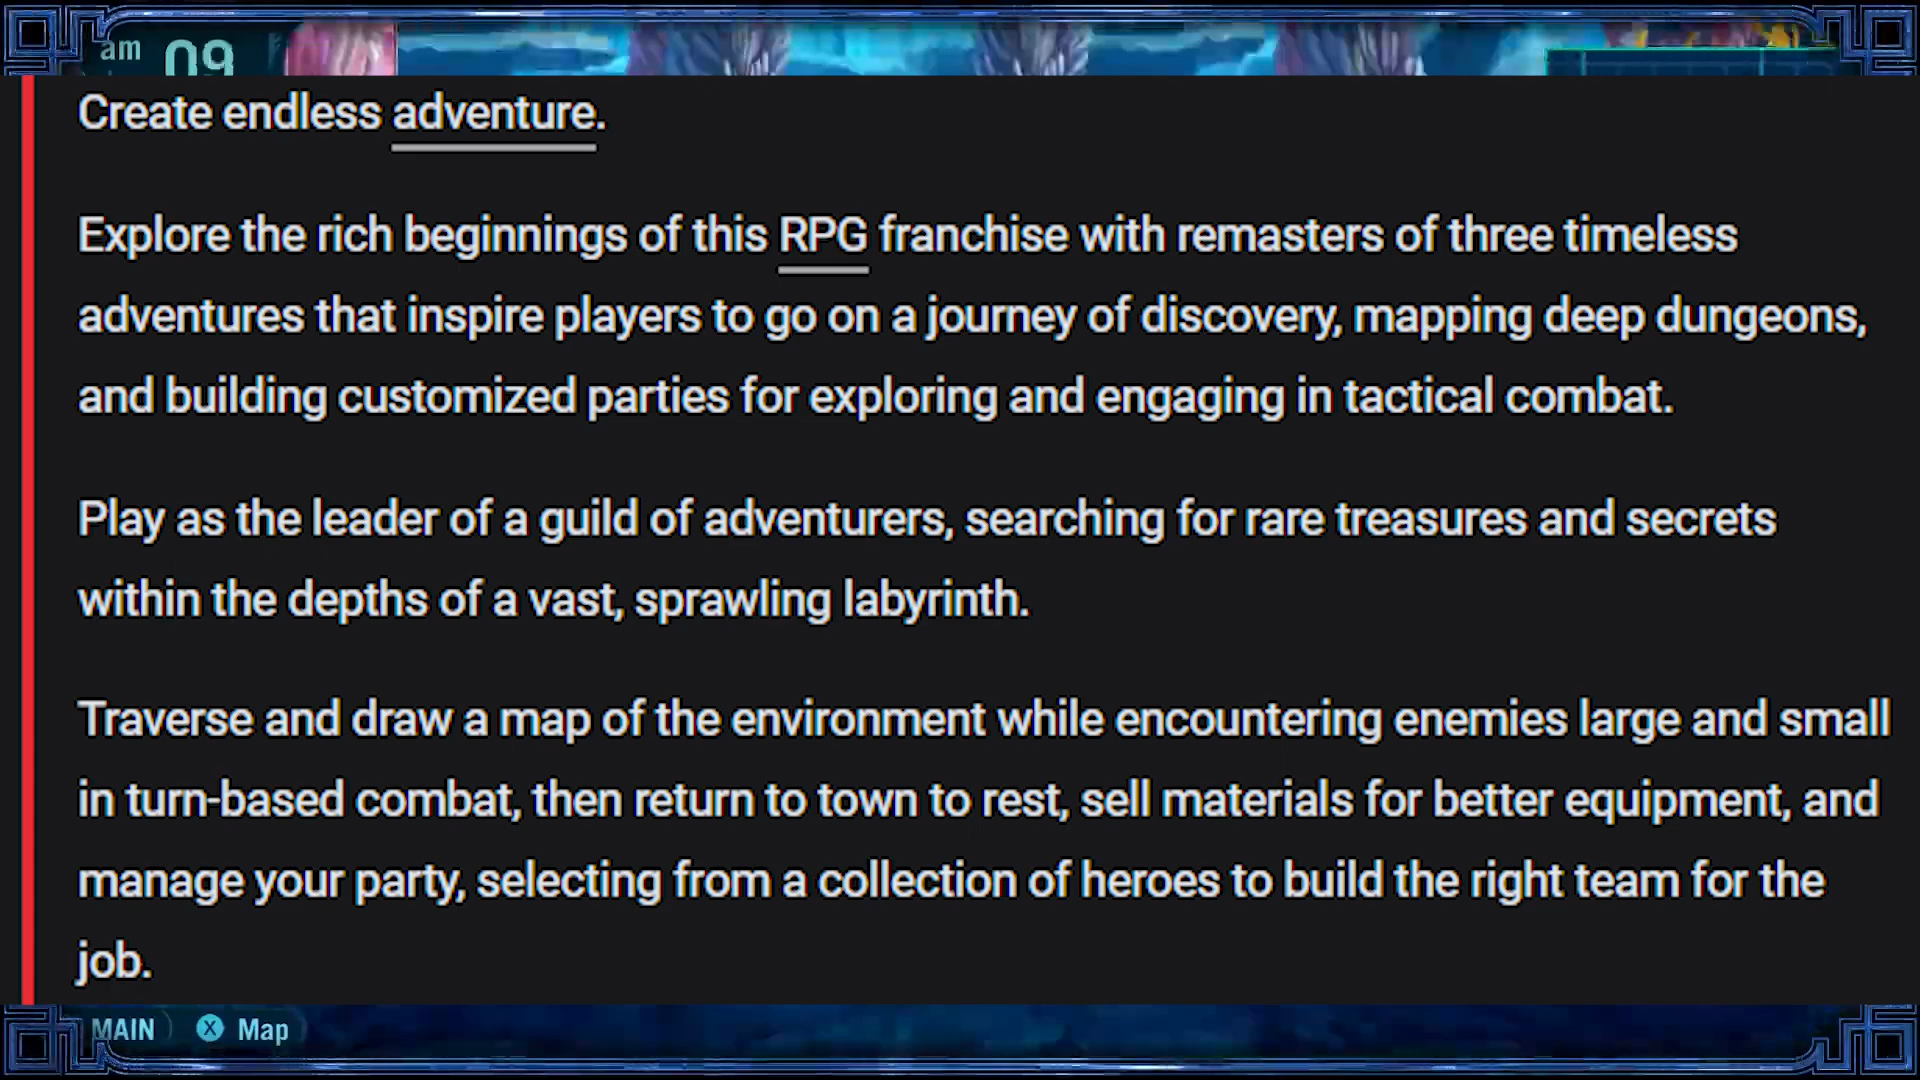 am 09
Create endless adventure.
Explore the rich beginnings of this RPG franchise with remasters of three timeless
adventures that inspire players to go on a journey of discovery, mapping deep dungeons,
and building customized parties for exploring and engaging in tactical combat.
Play as the leader of a guild of adventurers, searching for rare treasures and secrets
within the depths of a vast, sprawling labyrinth.
Traverse and draw a map of the environment while encountering enemies large and small
in turn-based combat, then return to town to rest, sell materials for better equipment, and
manage your party, selecting from a collection of heroes to build the right team for the
job.
MAIN X Map